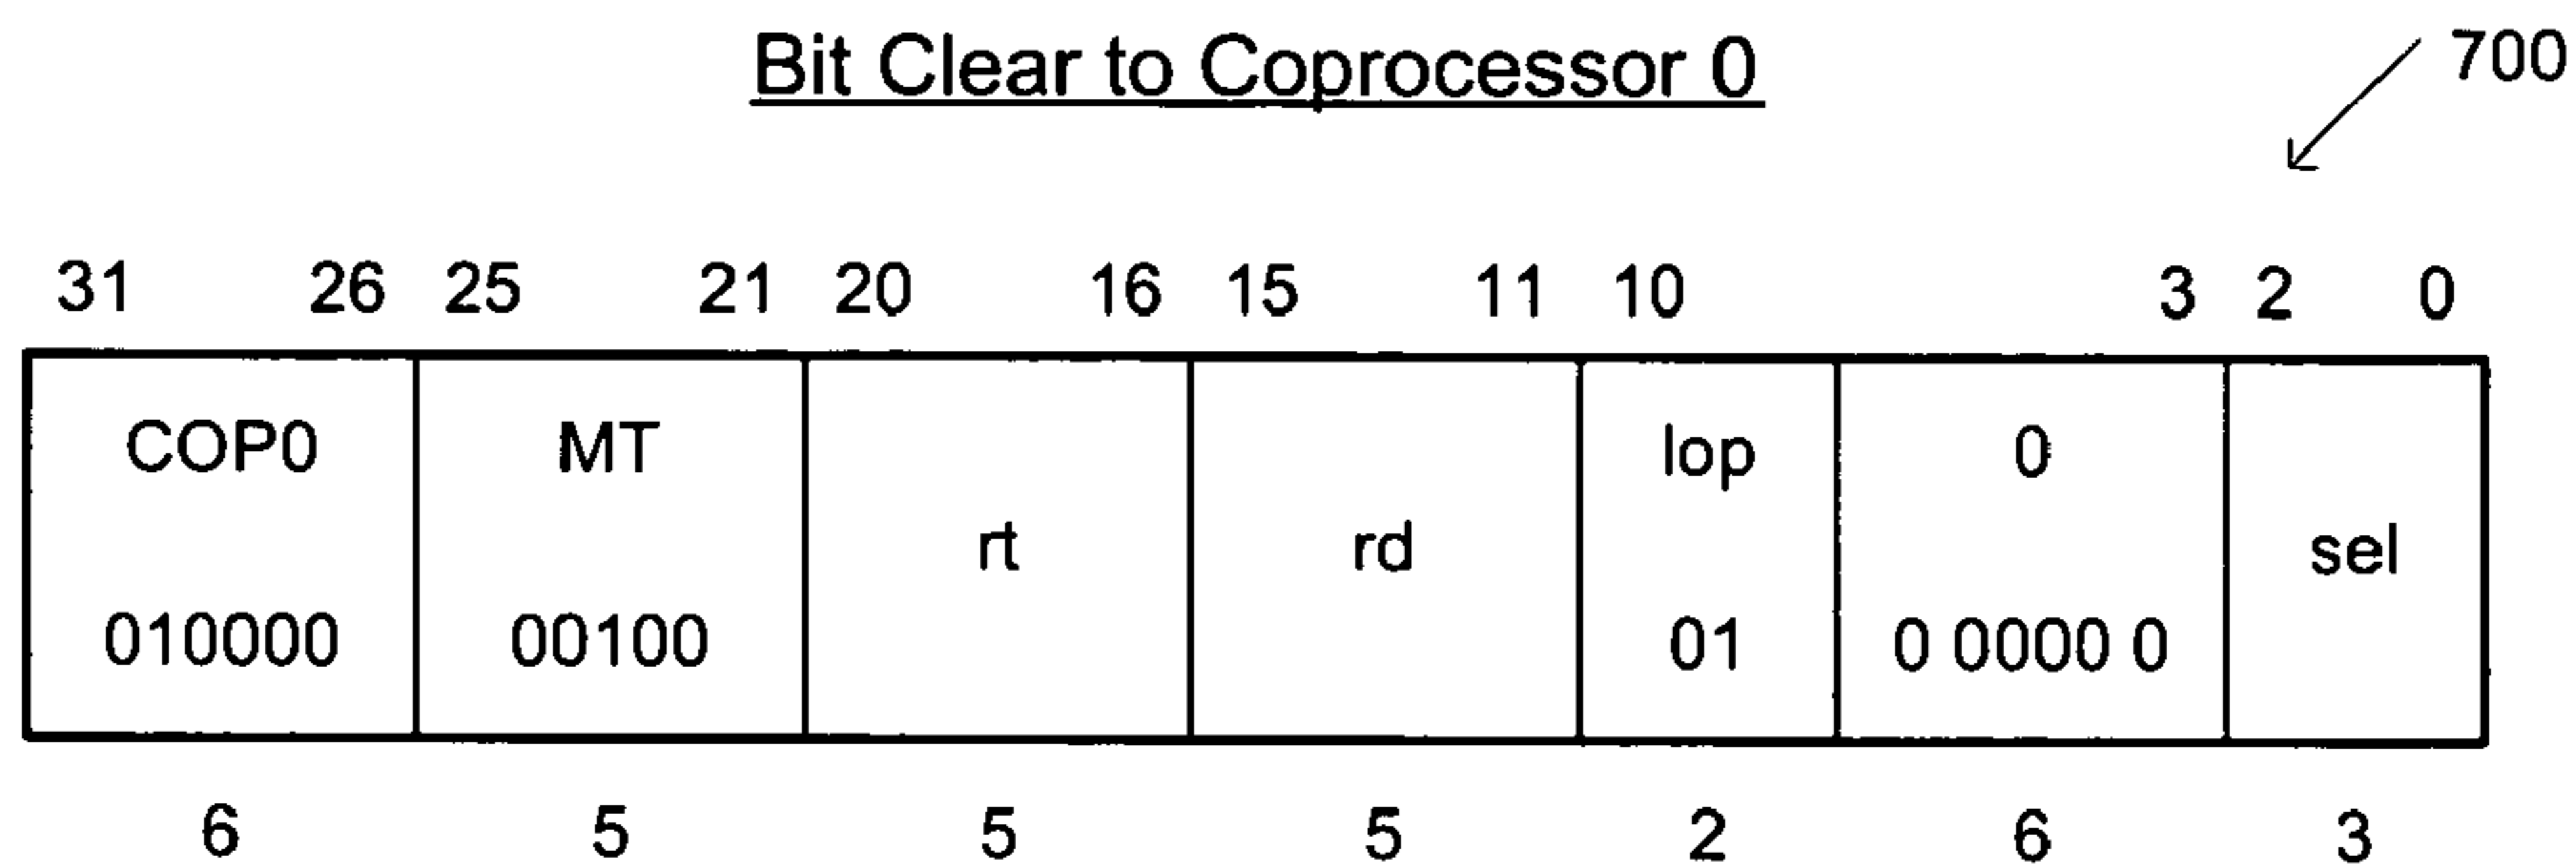 Bit Clear to Coprocessor 0
700
31 26 25 21 20 16 15 11 10 3 2 0
COP0 MT lop 0
rt rd sel
010000 00100 01 0 0000 0
6 5 5 5 2 6 3